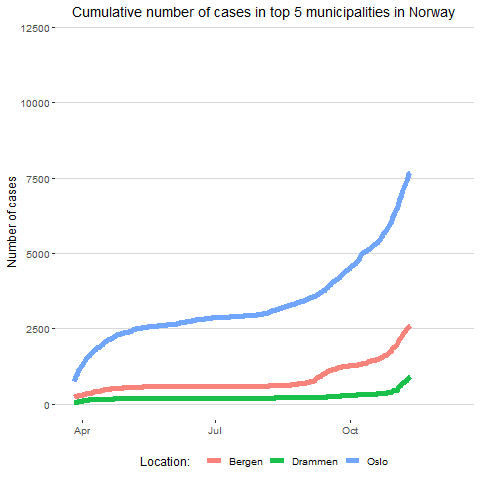 Cumulative number of cases in top 5 municipalities in Norway
12500
10000
7500
5000
2500
0
Number of cases
Apr Jul Oct
Location: Bergen Drammen Oslo